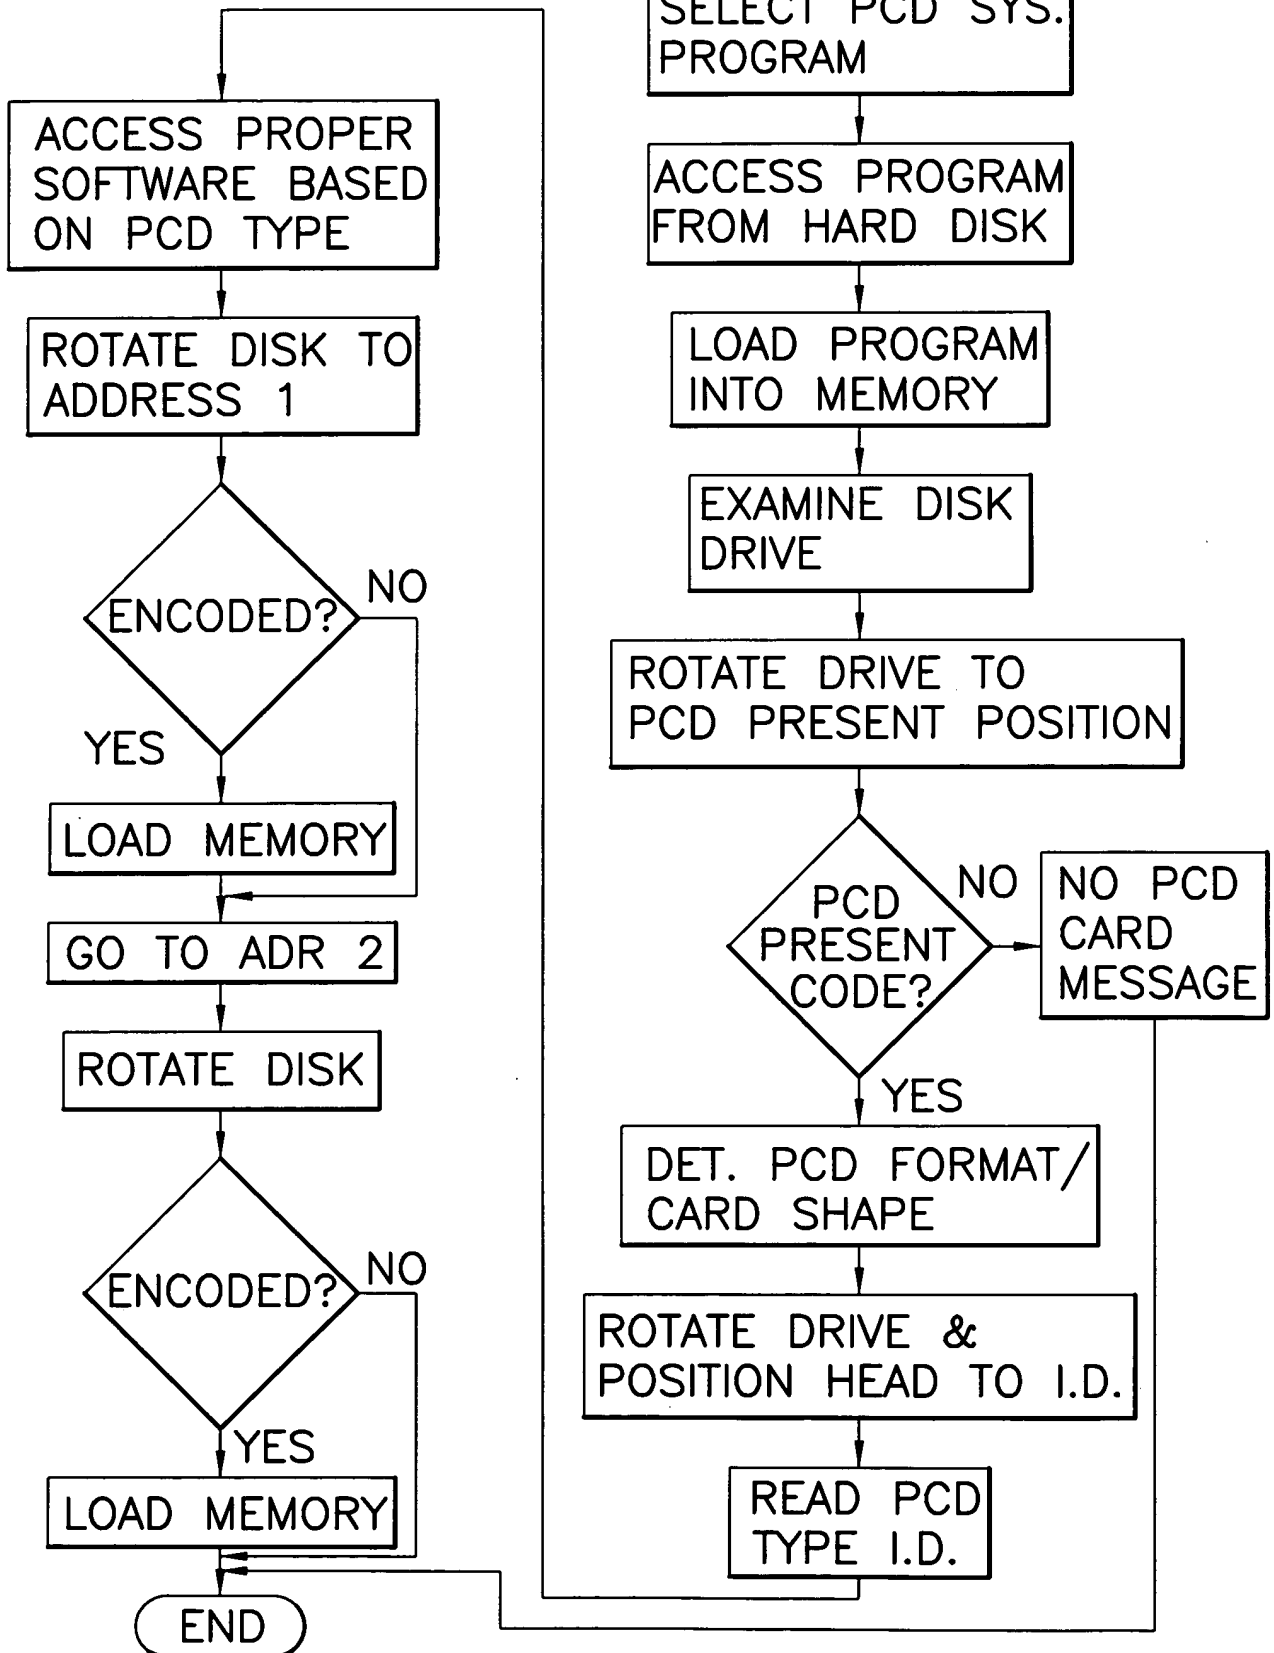 SELECT PCD SYS.
PROGRAM
ACCESS PROGRAM
FROM HARD DISK
LOAD PROGRAM
INTO MEMORY
EXAMINE DISK
DRIVE
ROTATE DRIVE TO
PCD PRESENT POSITION
PCD
PRESENT
CODE?
NO
NO PCD
CARD
MESSAGE
YES
DET. PCD FORMAT/
CARD SHAPE
ROTATE DRIVE &
POSITION HEAD TO I.D.
READ PCD
TYPE I.D.
ACCESS PROPER
SOFTWARE BASED
ON PCD TYPE
ROTATE DISK TO
ADDRESS 1
ENCODED?
NO
YES
LOAD MEMORY
GO TO ADR 2
ROTATE DISK
ENCODED?
NO
YES
LOAD MEMORY
END